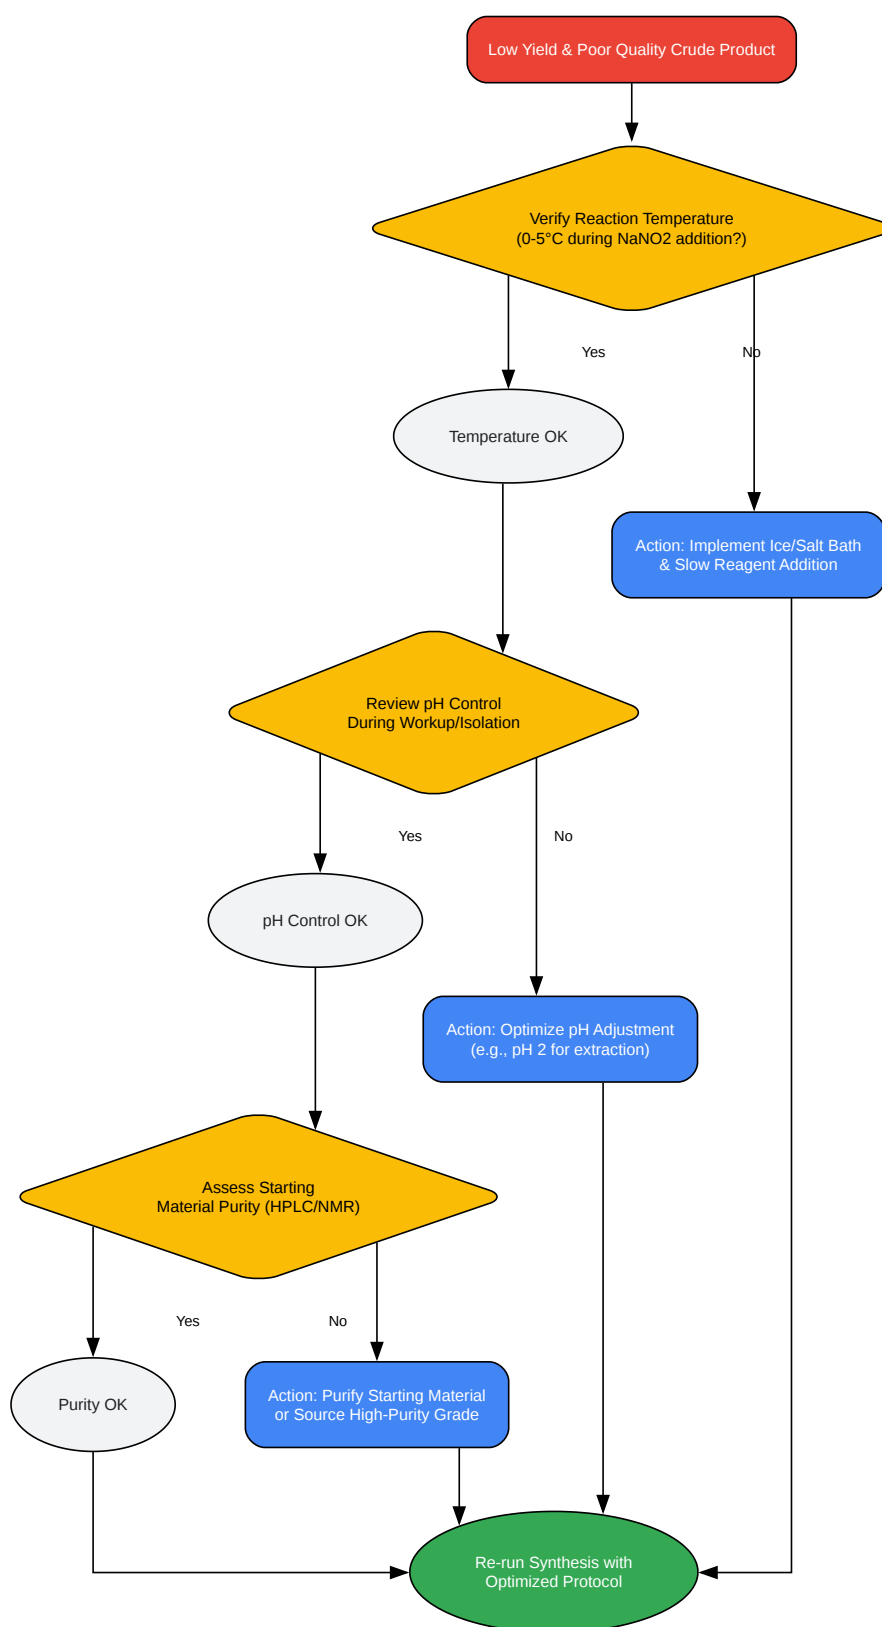 Low Yield & Poor Quality Crude Product
Verify Reaction Temperature
(0-5°C during NaNO2 addition?)
Yes
No
Temperature OK
Action: Implement Ice/Salt Bath
& Slow Reagent Addition
Review pH Control
During Workup/Isolation
Yes
No
pH Control OK
Action: Optimize pH Adjustment
(e.g., pH 2 for extraction)
Assess Starting
Material Purity (HPLC/NMR)
Yes
No
Purity OK
Action: Purify Starting Material
or Source High-Purity Grade
Re-run Synthesis with
Optimized Protocol